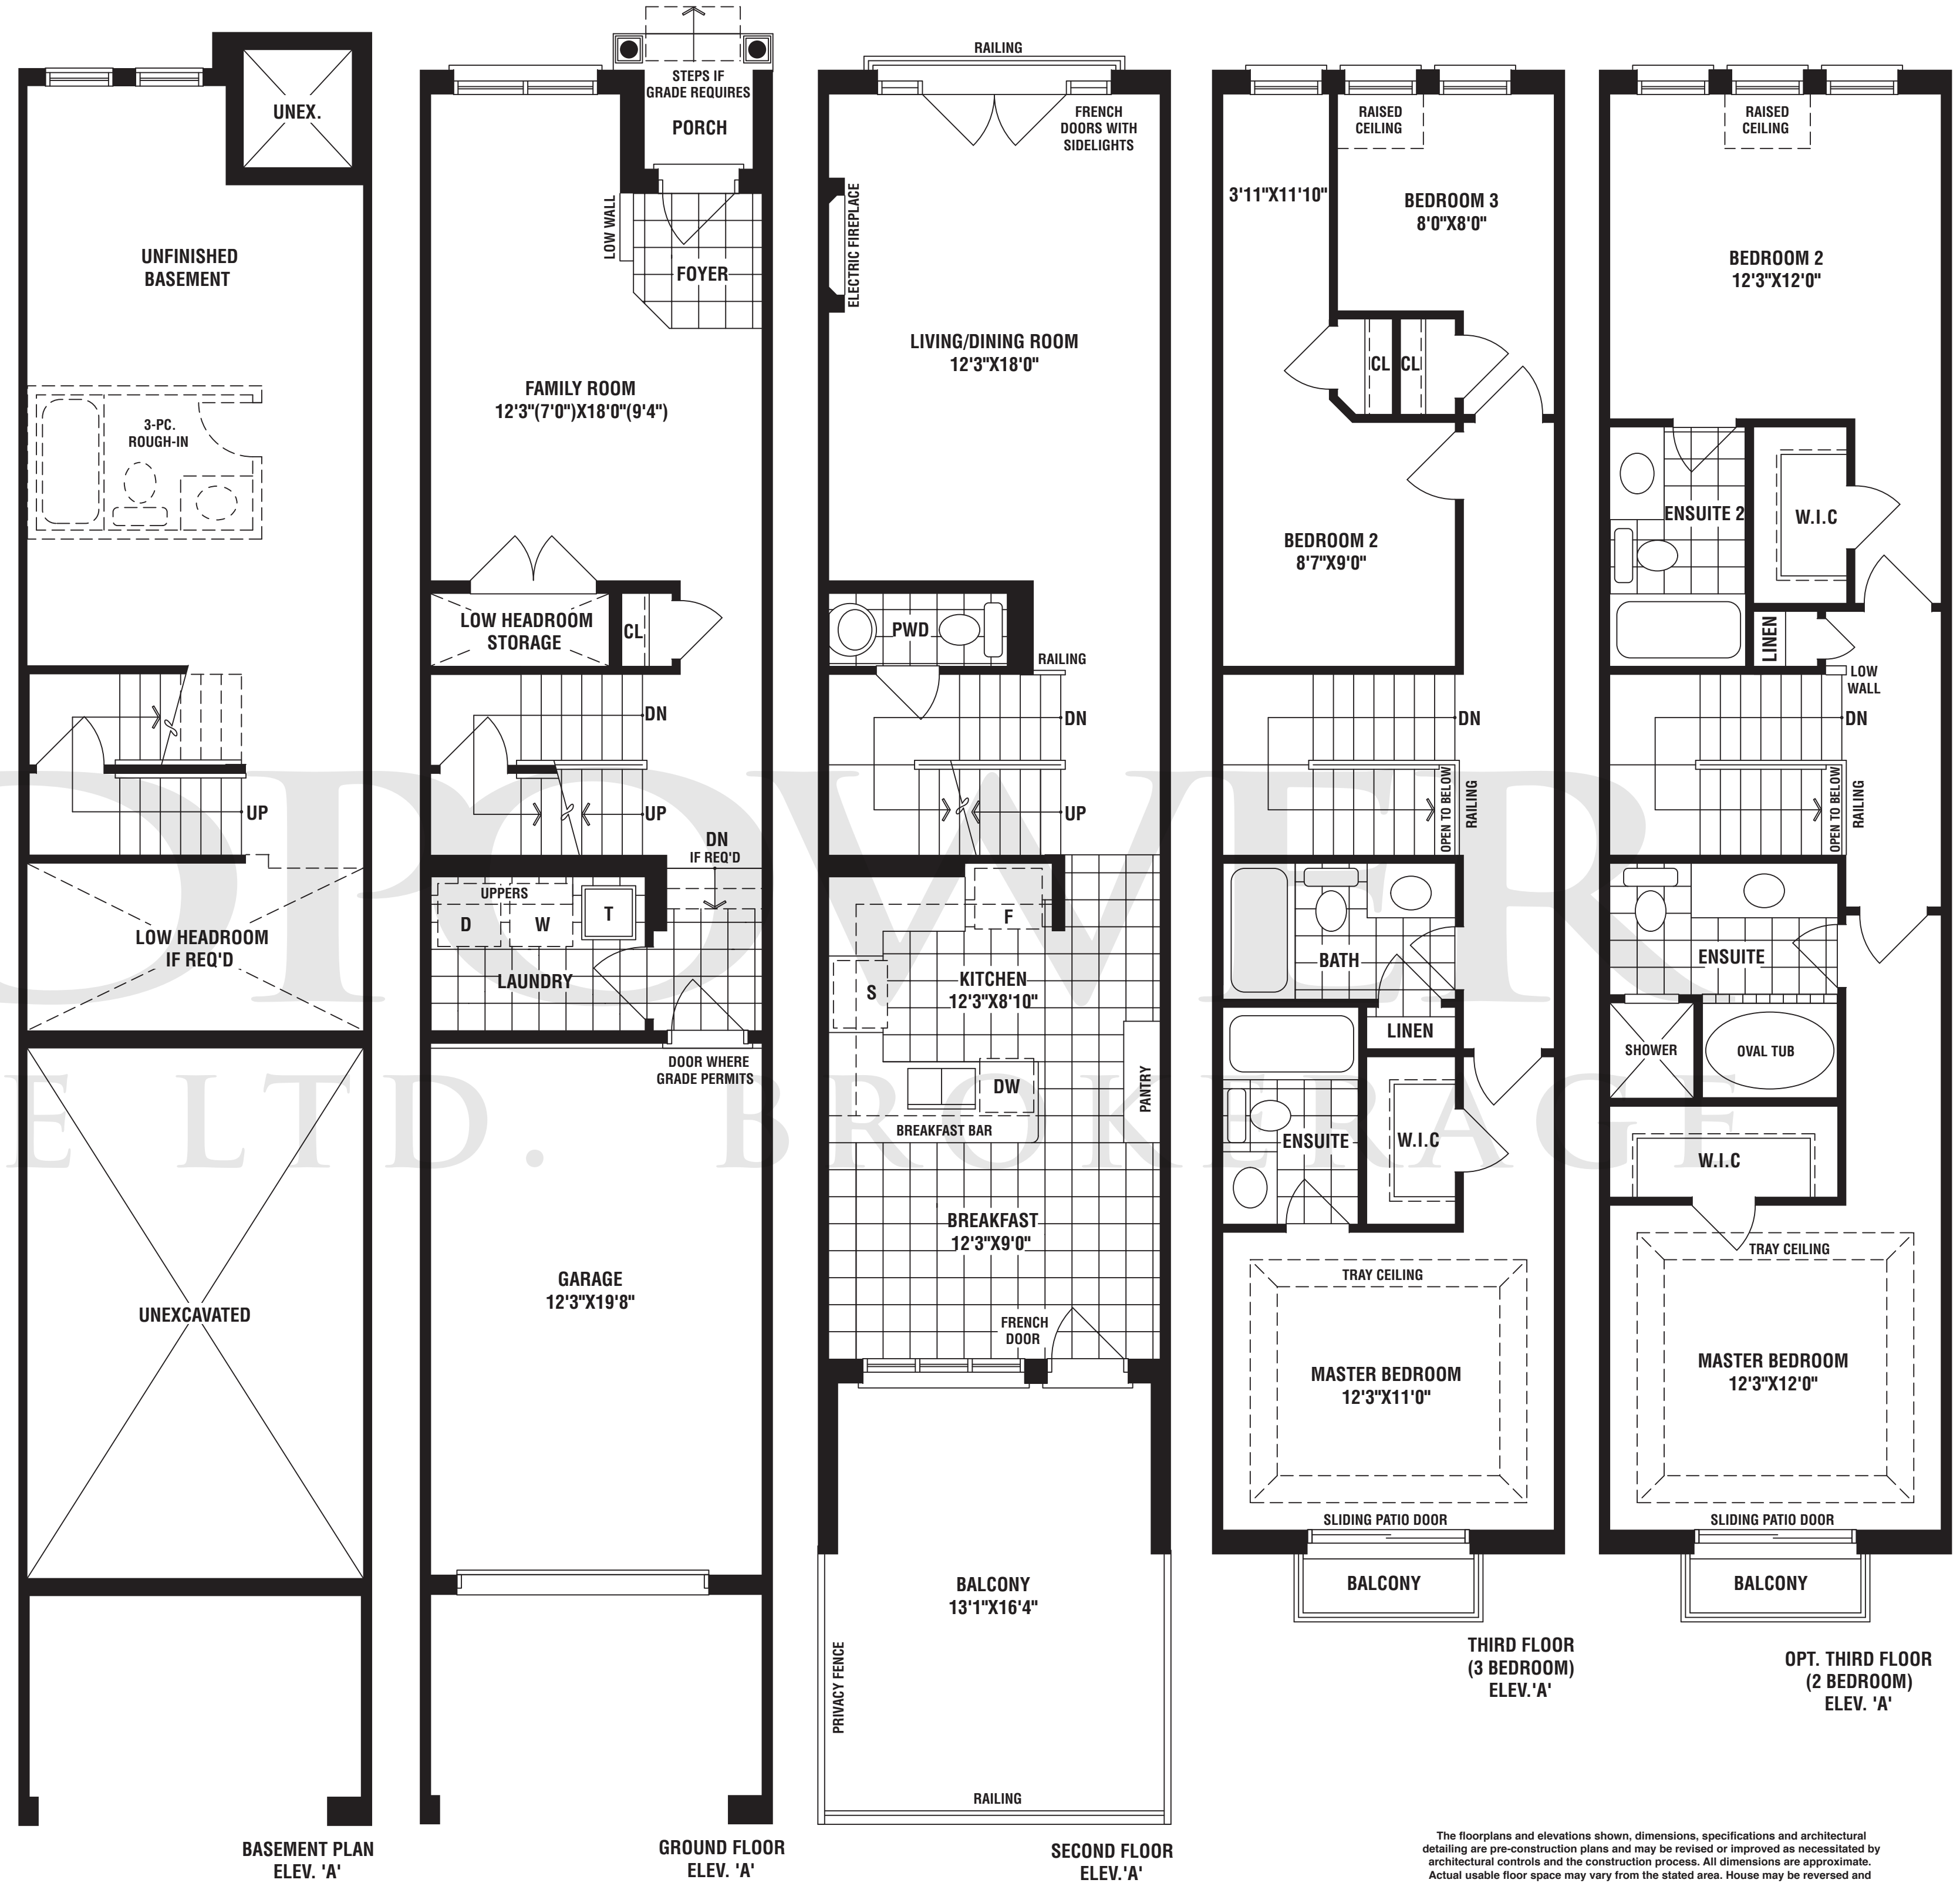 UNEX.
UNFINISHED
BASEMENT
3-PC.
ROUGH-IN
UP
LOW HEADROOM
IF REQ'D
UNEXCAVATED
BASEMENT PLAN
ELEV. 'A'
STEPS IF
GRADE REQUIRES
PORCH
LOW WALL
FOYER
FAMILY ROOM
12'3"(7'0")X18'0"(9'4")
LOW HEADROOM
STORAGE
CL
DN
UP
DN
IF REQ'D
UPPERS
D
W
T
LAUNDRY
DOOR WHERE
GRADE PERMITS
GARAGE
12'3"X19'8"
GROUND FLOOR
ELEV. 'A'
RAILING
FRENCH
DOORS WITH
SIDELIGHTS
ELECTRIC FIREPLACE
LIVING/DINING ROOM
12'3"X18'0"
PWD
RAILING
DN
UP
F
S
KITCHEN
12'3"X8'10"
DW
BREAKFAST BAR
PANTRY
BREAKFAST
12'3"X9'0"
FRENCH
DOOR
BALCONY
13'1"X16'4"
PRIVACY FENCE
RAILING
SECOND FLOOR
ELEV.'A'
RAISED
CEILING
3'11"X11'10"
BEDROOM 3
8'0"X8'0"
CL
CL
BEDROOM 2
8'7"X9'0"
DN
OPEN TO BELOW
RAILING
BATH
LINEN
ENSUITE
W.I.C
TRAY CEILING
MASTER BEDROOM
12'3"X11'0"
SLIDING PATIO DOOR
BALCONY
THIRD FLOOR
(3 BEDROOM)
ELEV.'A'
RAISED
CEILING
BEDROOM 2
12'3"X12'0"
ENSUITE 2
W.I.C
LINEN
LOW
WALL
DN
OPEN TO BELOW
RAILING
ENSUITE
SHOWER
OVAL TUB
W.I.C
TRAY CEILING
MASTER BEDROOM
12'3"X12'0"
SLIDING PATIO DOOR
BALCONY
OPT. THIRD FLOOR
(2 BEDROOM)
ELEV. 'A'
The floorplans and elevations shown, dimensions, specifications and architectural
detailing are pre-construction plans and may be revised or improved as necessitated by
architectural controls and the construction process. All dimensions are approximate.
Actual usable floor space may vary from the stated area. House may be reversed and
OPOWER
E LTD. BROKERAGE